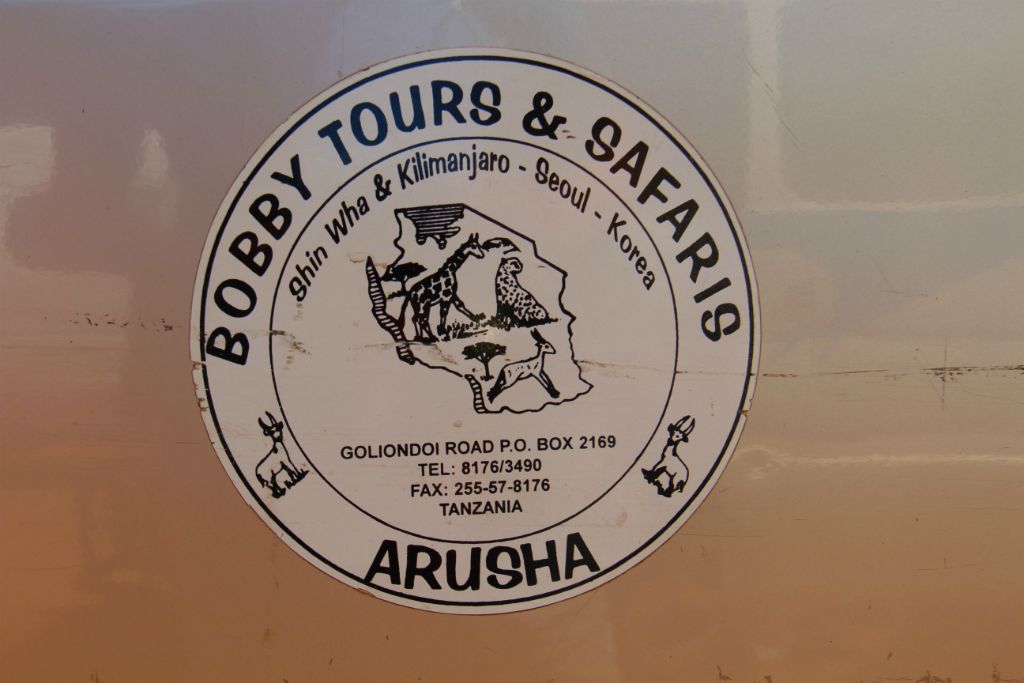 BOBBY TOURS & SAFARIS
Shin Wha & Kilimanjaro - Seoul - Korea
GOLIONDOI ROAD P.O. BOX 2169
TEL: 8176/3490
FAX: 255-57-8176
TANZANIA
ARUSHA